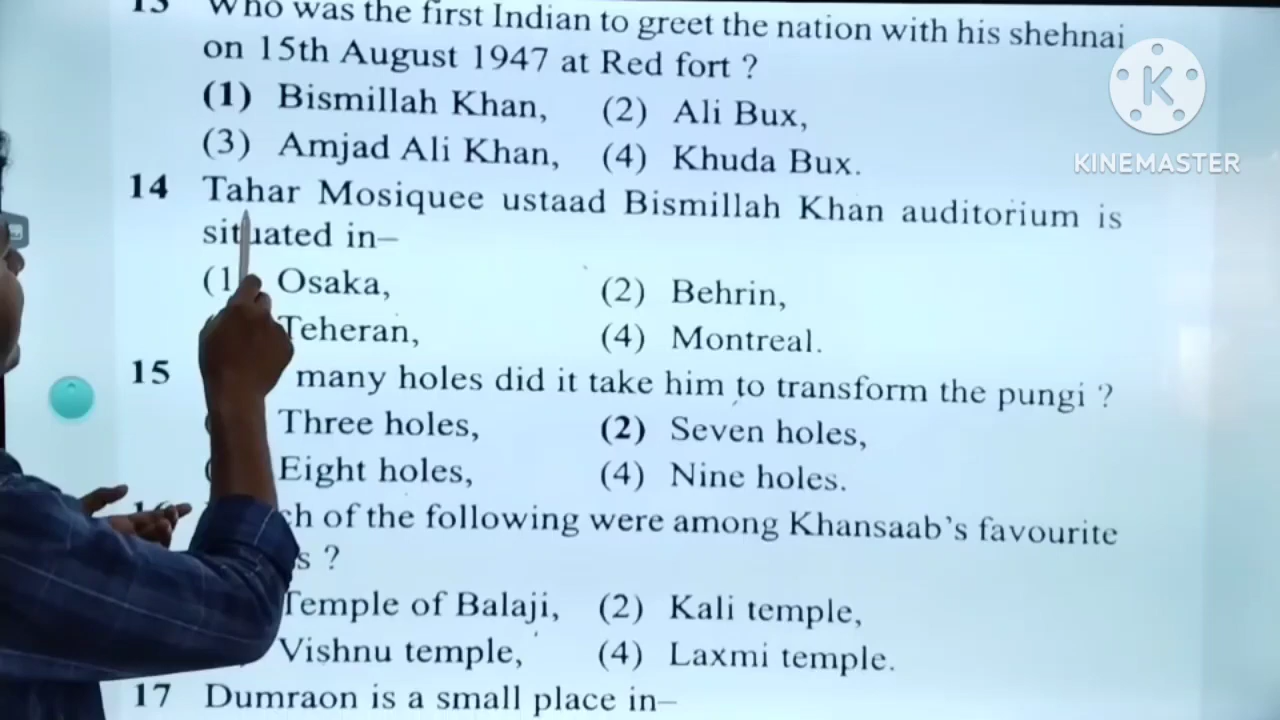 Who was the first Indian to greet the nation with his shehnai
on 15th August 1947 at Red fort ?
(1) Bismillah Khan, (2) Ali Bux,
(3) Amjad Ali Khan, (4) Khuda Bux.
14 Tahar Mosiquee ustaad Bismillah Khan auditorium is
situated in–
(1 Osaka, (2) Behrin,
Teheran, (4) Montreal.
15 many holes did it take him to transform the pungi ?
Three holes, (2) Seven holes,
Eight holes, (4) Nine holes.
of the following were among Khansaab's favourite
s ?
Temple of Balaji, (2) Kali temple,
Vishnu temple, (4) Laxmi temple.
17 Dumraon is a small place in–
K
KINEMASTER